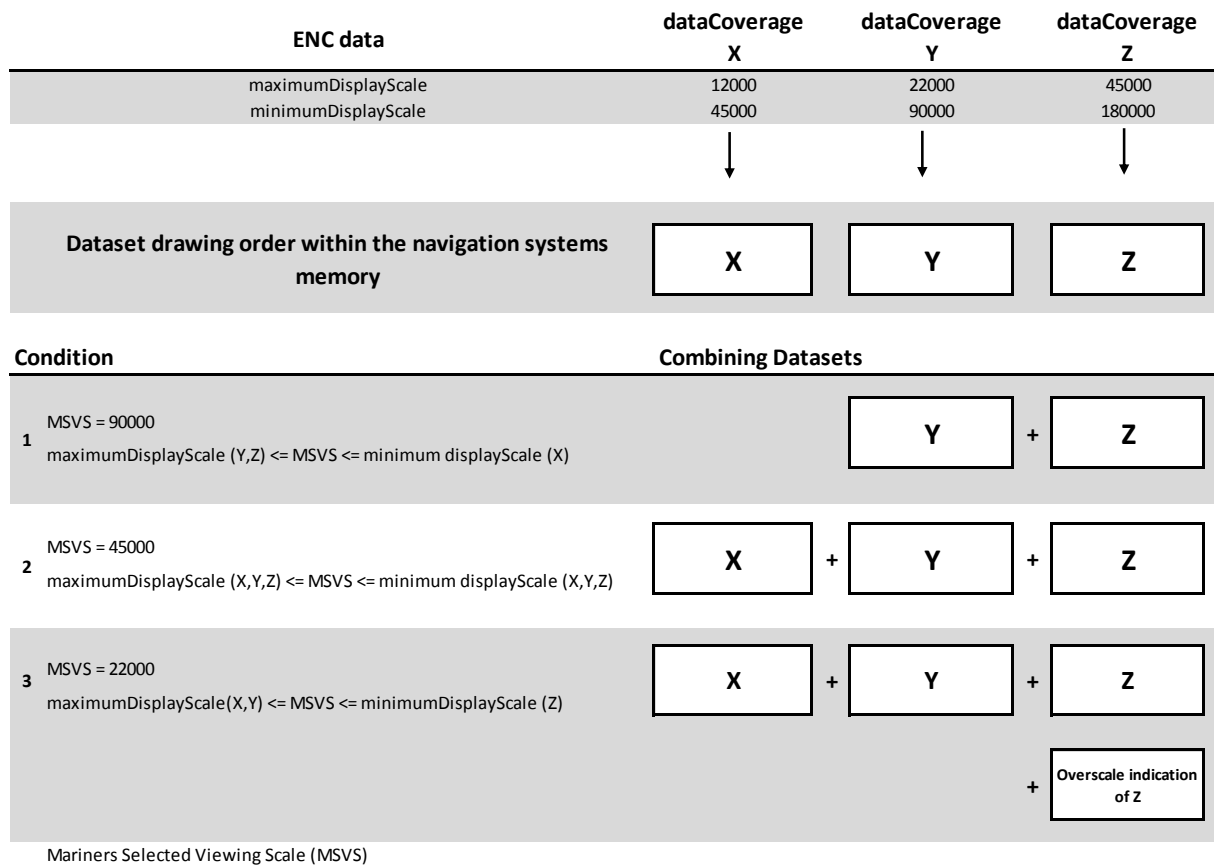 ENC data
dataCoverage X
dataCoverage Y
dataCoverage Z
maximumDisplayScale 12000 22000 45000
minimumDisplayScale 45000 90000 180000
Dataset drawing order within the navigation systems
memory
X Y Z
Condition Combining Datasets
1
MSVS = 90000
maximumDisplayScale (Y,Z) <= MSVS <= minimum displayScale (X)
Y + Z
2
MSVS = 45000
maximumDisplayScale (X,Y,Z) <= MSVS <= minimum displayScale (X,Y,Z)
X + Y + Z
3
MSVS = 22000
maximumDisplayScale(X,Y) <= MSVS <= minimumDisplayScale (Z)
X + Y + Z
+ Overscale indication
of Z
Mariners Selected Viewing Scale (MSVS)